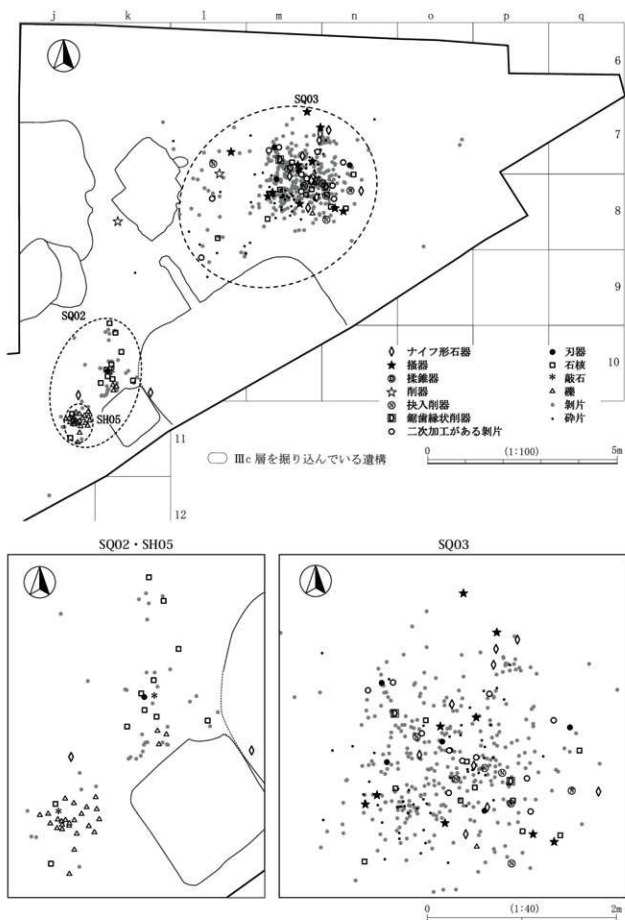 j k l m n o p q
6
SQ03
7
8
9
SQ02
10
SH05
11
12
ナイフ形石器
掻器
揉錐器
削器
抉入削器
鋸歯縁状削器
二次加工がある剥片
刃器
石核
敲石
礫
剥片
砕片
Ⅲc 層を掘り込んでいる遺構
(1:100)
0 5m
SQ02・SH05
SQ03
0 (1:40) 2m